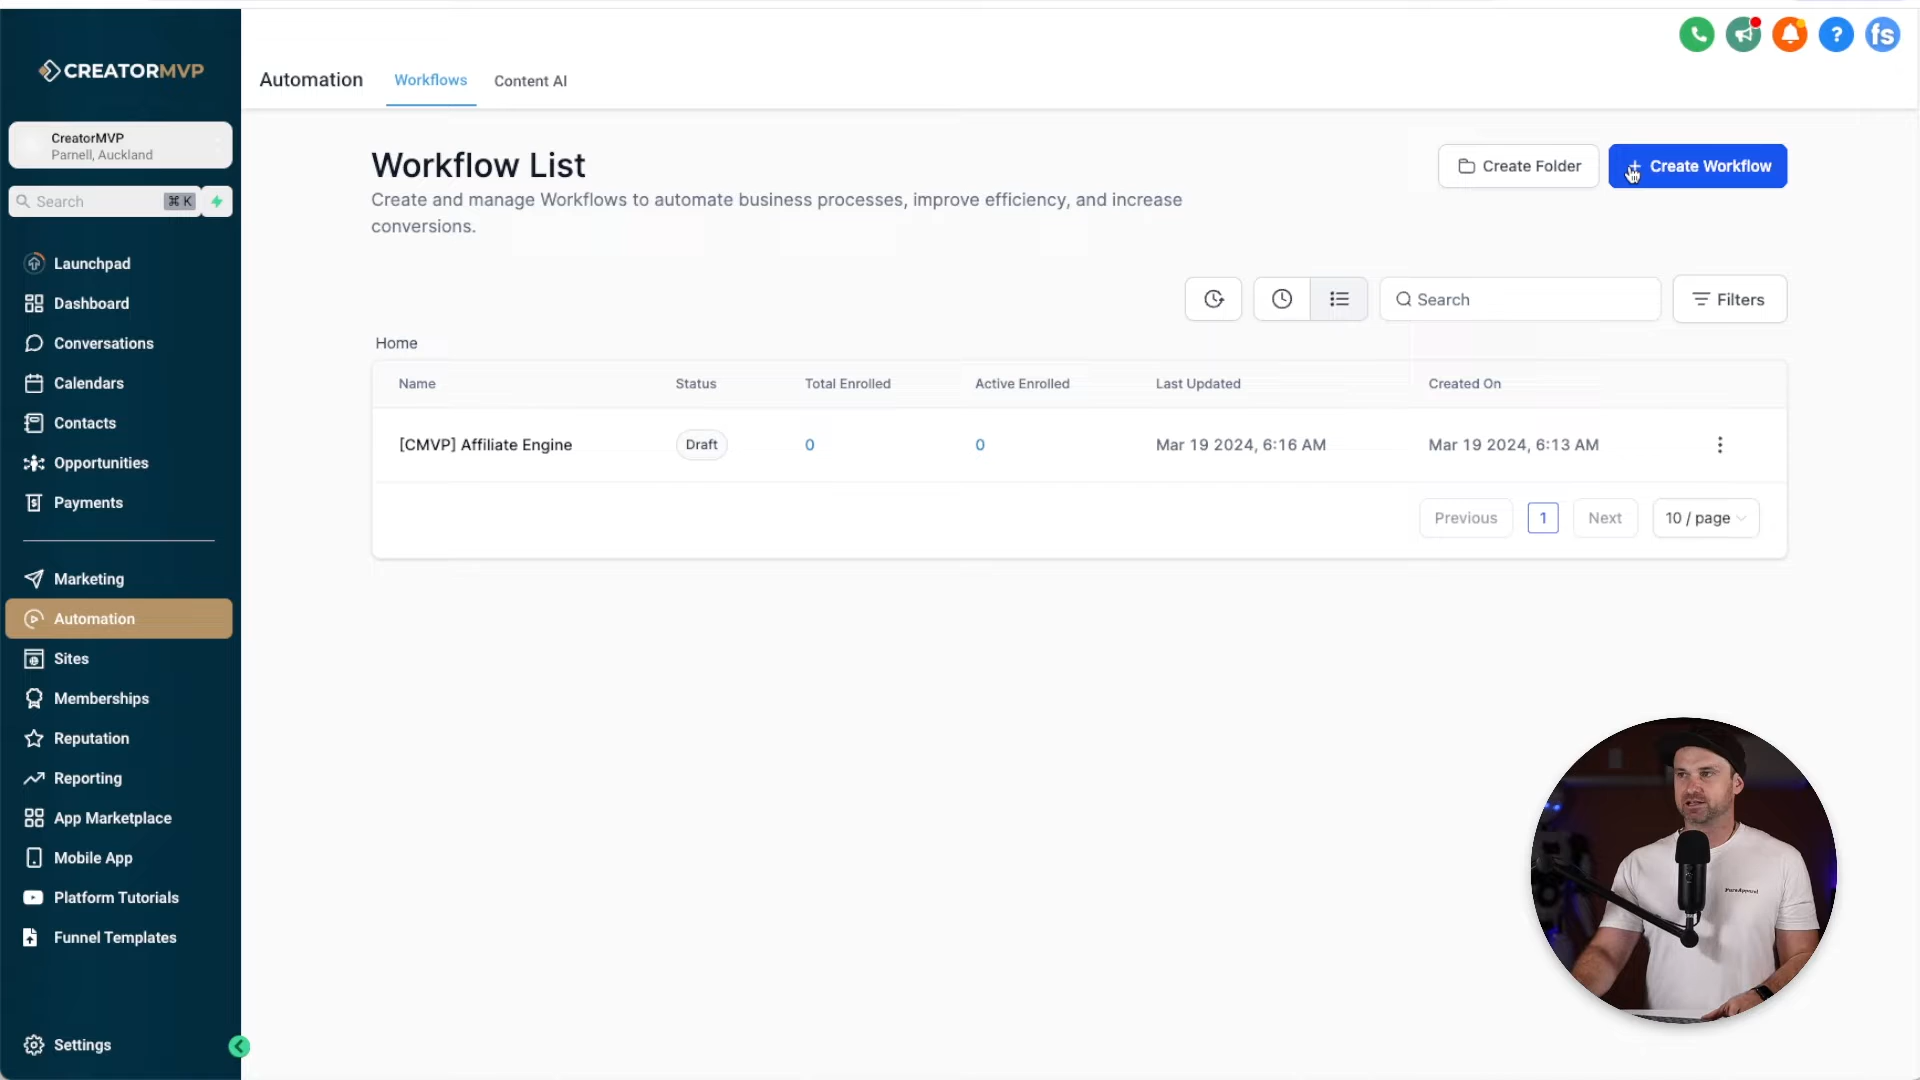 CREATORMVP
CreatorMVP
Parnell, Auckland
Search
⌘ K
Launchpad
Dashboard
Conversations
Calendars
Contacts
Opportunities
Payments
Marketing
Automation
Sites
Memberships
Reputation
Reporting
App Marketplace
Mobile App
Platform Tutorials
Funnel Templates
Settings
Automation
Workflows
Content AI
?
fs
Workflow List
Create and manage Workflows to automate business processes, improve efficiency, and increase
conversions.
Create Folder
+ Create Workflow
Search
Filters
Home
Name Status Total Enrolled Active Enrolled Last Updated Created On
[CMVP] Affiliate Engine Draft 0 0 Mar 19 2024, 6:16 AM Mar 19 2024, 6:13 AM
Previous 1 Next 10 / page